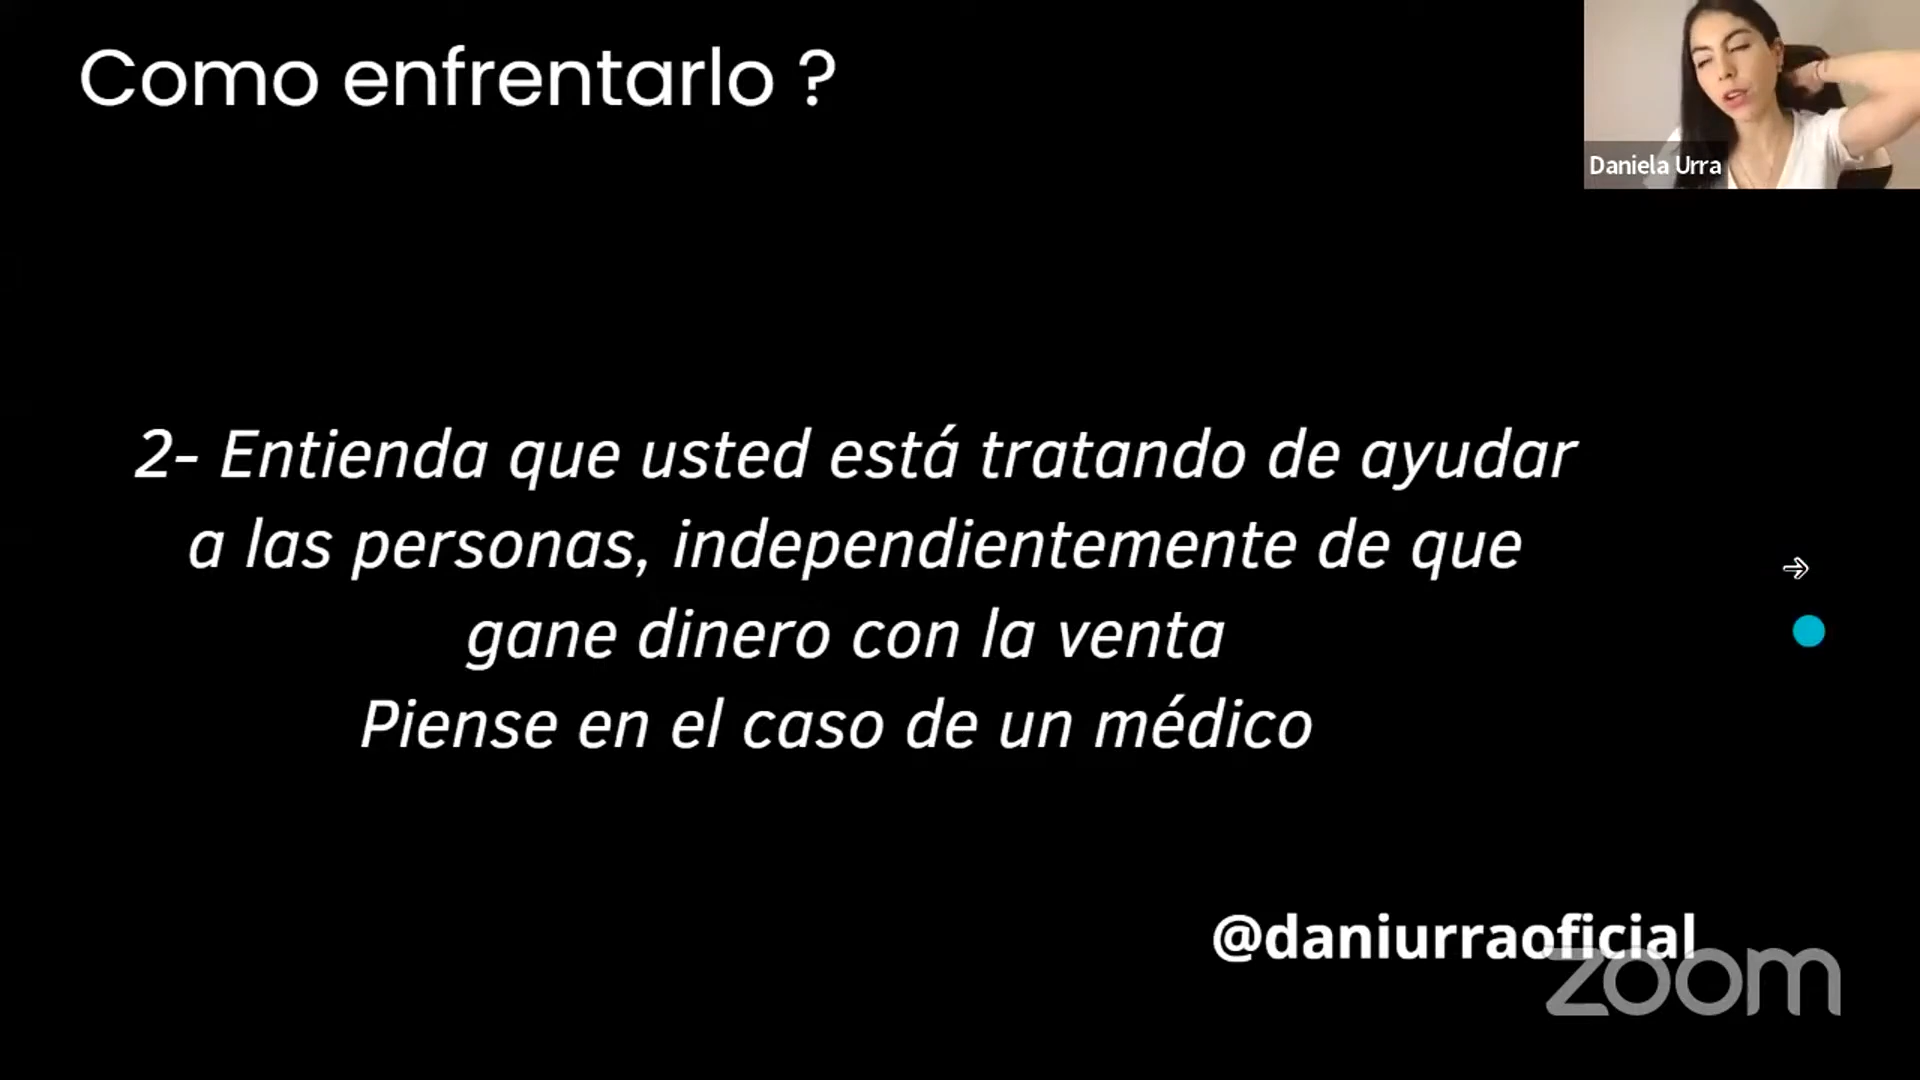 Como enfrentarlo ?
Daniela Urra
2- Entienda que usted está tratando de ayudar
a las personas, independientemente de que
gane dinero con la venta
Piense en el caso de un médico
@daniurraoficial
zoom